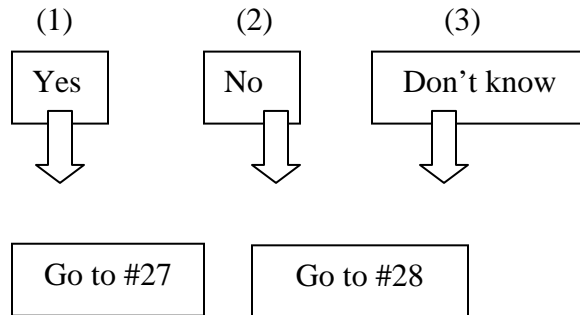 (1) (2) (3)
Yes No Don’t know
Go to #27 Go to #28